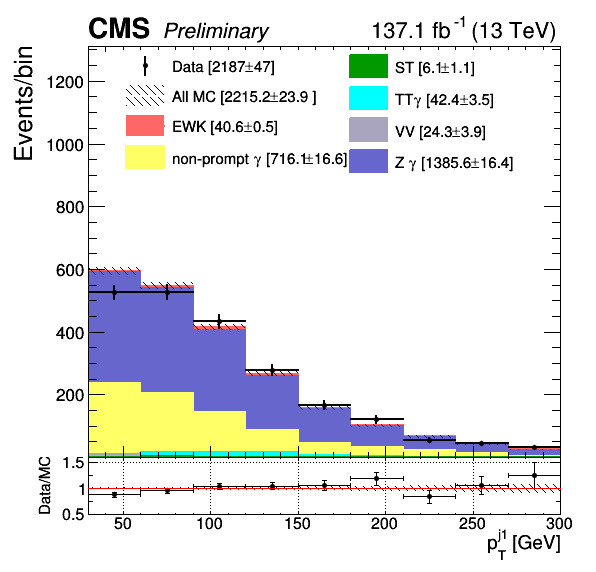 CMS Preliminary 137.1 fb⁻¹ (13 TeV)
Events/bin
Data [2187±47]
All MC [2215.2±23.9 ]
EWK [40.6±0.5]
non-prompt γ [716.1±16.6]
ST [6.1±1.1]
TTγ [42.4±3.5]
VV [24.3±3.9]
Z γ [1385.6±16.4]
1200
1000
800
600
400
200
Data/MC
1.5
1
0.5
50 100 150 200 250 300
p_T^j1 [GeV]